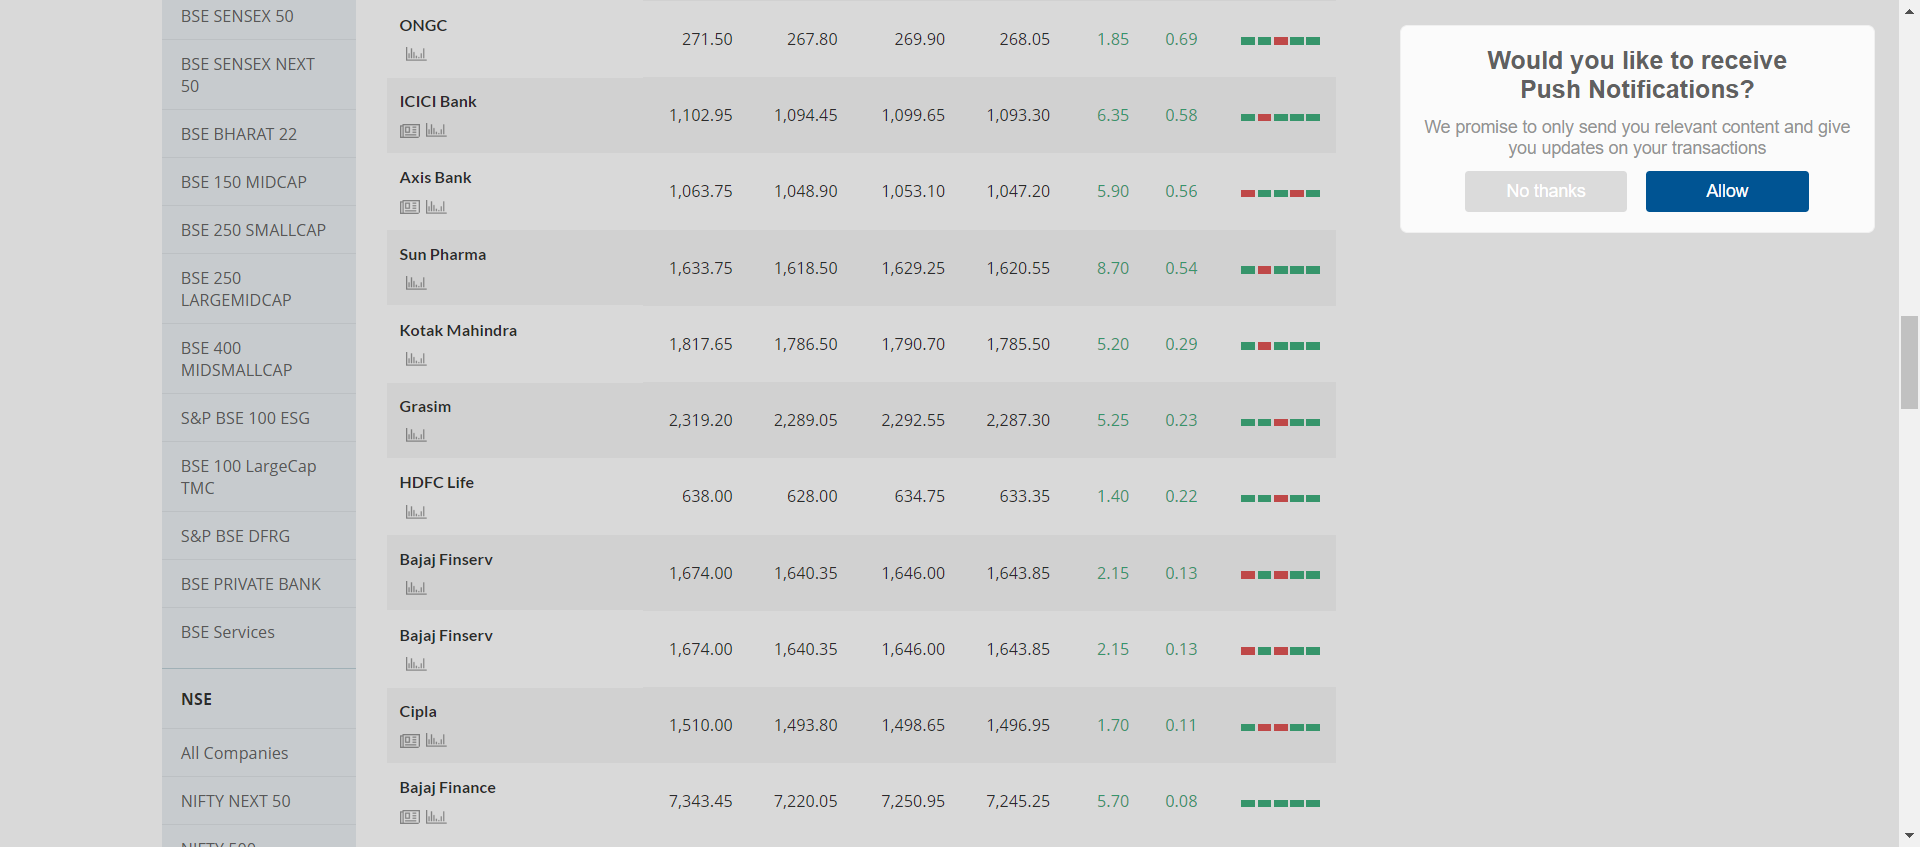 BSE SENSEX 50
BSE SENSEX NEXT
50
BSE BHARAT 22
BSE 150 MIDCAP
BSE 250 SMALLCAP
BSE 250
LARGEMIDCAP
BSE 400
MIDSMALLCAP
S&P BSE 100 ESG
BSE 100 LargeCap
TMC
S&P BSE DFRG
BSE PRIVATE BANK
BSE Services
NSE
All Companies
NIFTY NEXT 50
NIFTY 500
ONGC
271.50 267.80 269.90 268.05 1.85 0.69
ICICI Bank
1,102.95 1,094.45 1,099.65 1,093.30 6.35 0.58
Axis Bank
1,063.75 1,048.90 1,053.10 1,047.20 5.90 0.56
Sun Pharma
1,633.75 1,618.50 1,629.25 1,620.55 8.70 0.54
Kotak Mahindra
1,817.65 1,786.50 1,790.70 1,785.50 5.20 0.29
Grasim
2,319.20 2,289.05 2,292.55 2,287.30 5.25 0.23
HDFC Life
638.00 628.00 634.75 633.35 1.40 0.22
Bajaj Finserv
1,674.00 1,640.35 1,646.00 1,643.85 2.15 0.13
Bajaj Finserv
1,674.00 1,640.35 1,646.00 1,643.85 2.15 0.13
Cipla
1,510.00 1,493.80 1,498.65 1,496.95 1.70 0.11
Bajaj Finance
7,343.45 7,220.05 7,250.95 7,245.25 5.70 0.08
Would you like to receive
Push Notifications?
We promise to only send you relevant content and give
you updates on your transactions
No thanks Allow